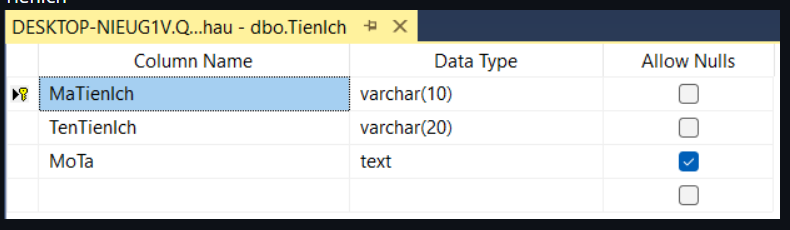 DESKTOP-NIEUG1V.Q...hau - dbo.TienIch
Column Name Data Type Allow Nulls
MaTienIch varchar(10)
TenTienIch varchar(20)
MoTa text